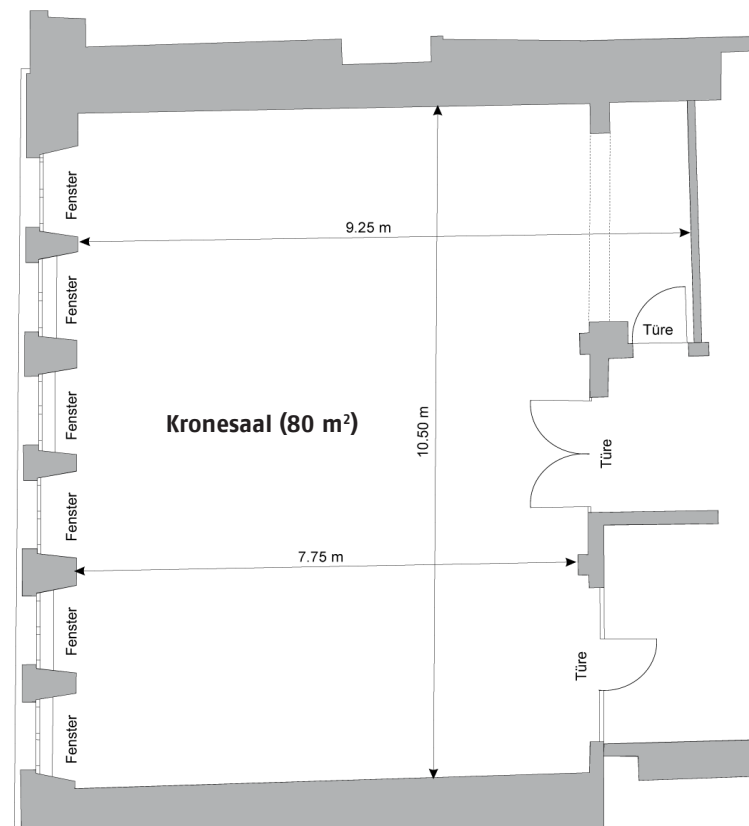 Fenster
9.25 m
Fenster
Türe
Fenster
Kronesaal (80 m²)
10.50 m
Türe
Fenster
7.75 m
Fenster
Türe
Fenster